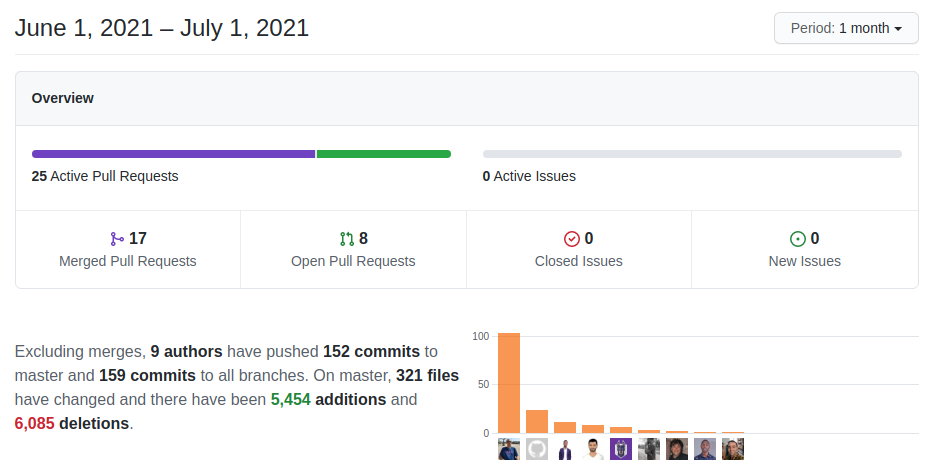 June 1, 2021 – July 1, 2021
Period: 1 month
Overview
25 Active Pull Requests
0 Active Issues
17
Merged Pull Requests
8
Open Pull Requests
0
Closed Issues
0
New Issues
Excluding merges, 9 authors have pushed 152 commits to
master and 159 commits to all branches. On master, 321 files
have changed and there have been 5,454 additions and
6,085 deletions.
100
50
0